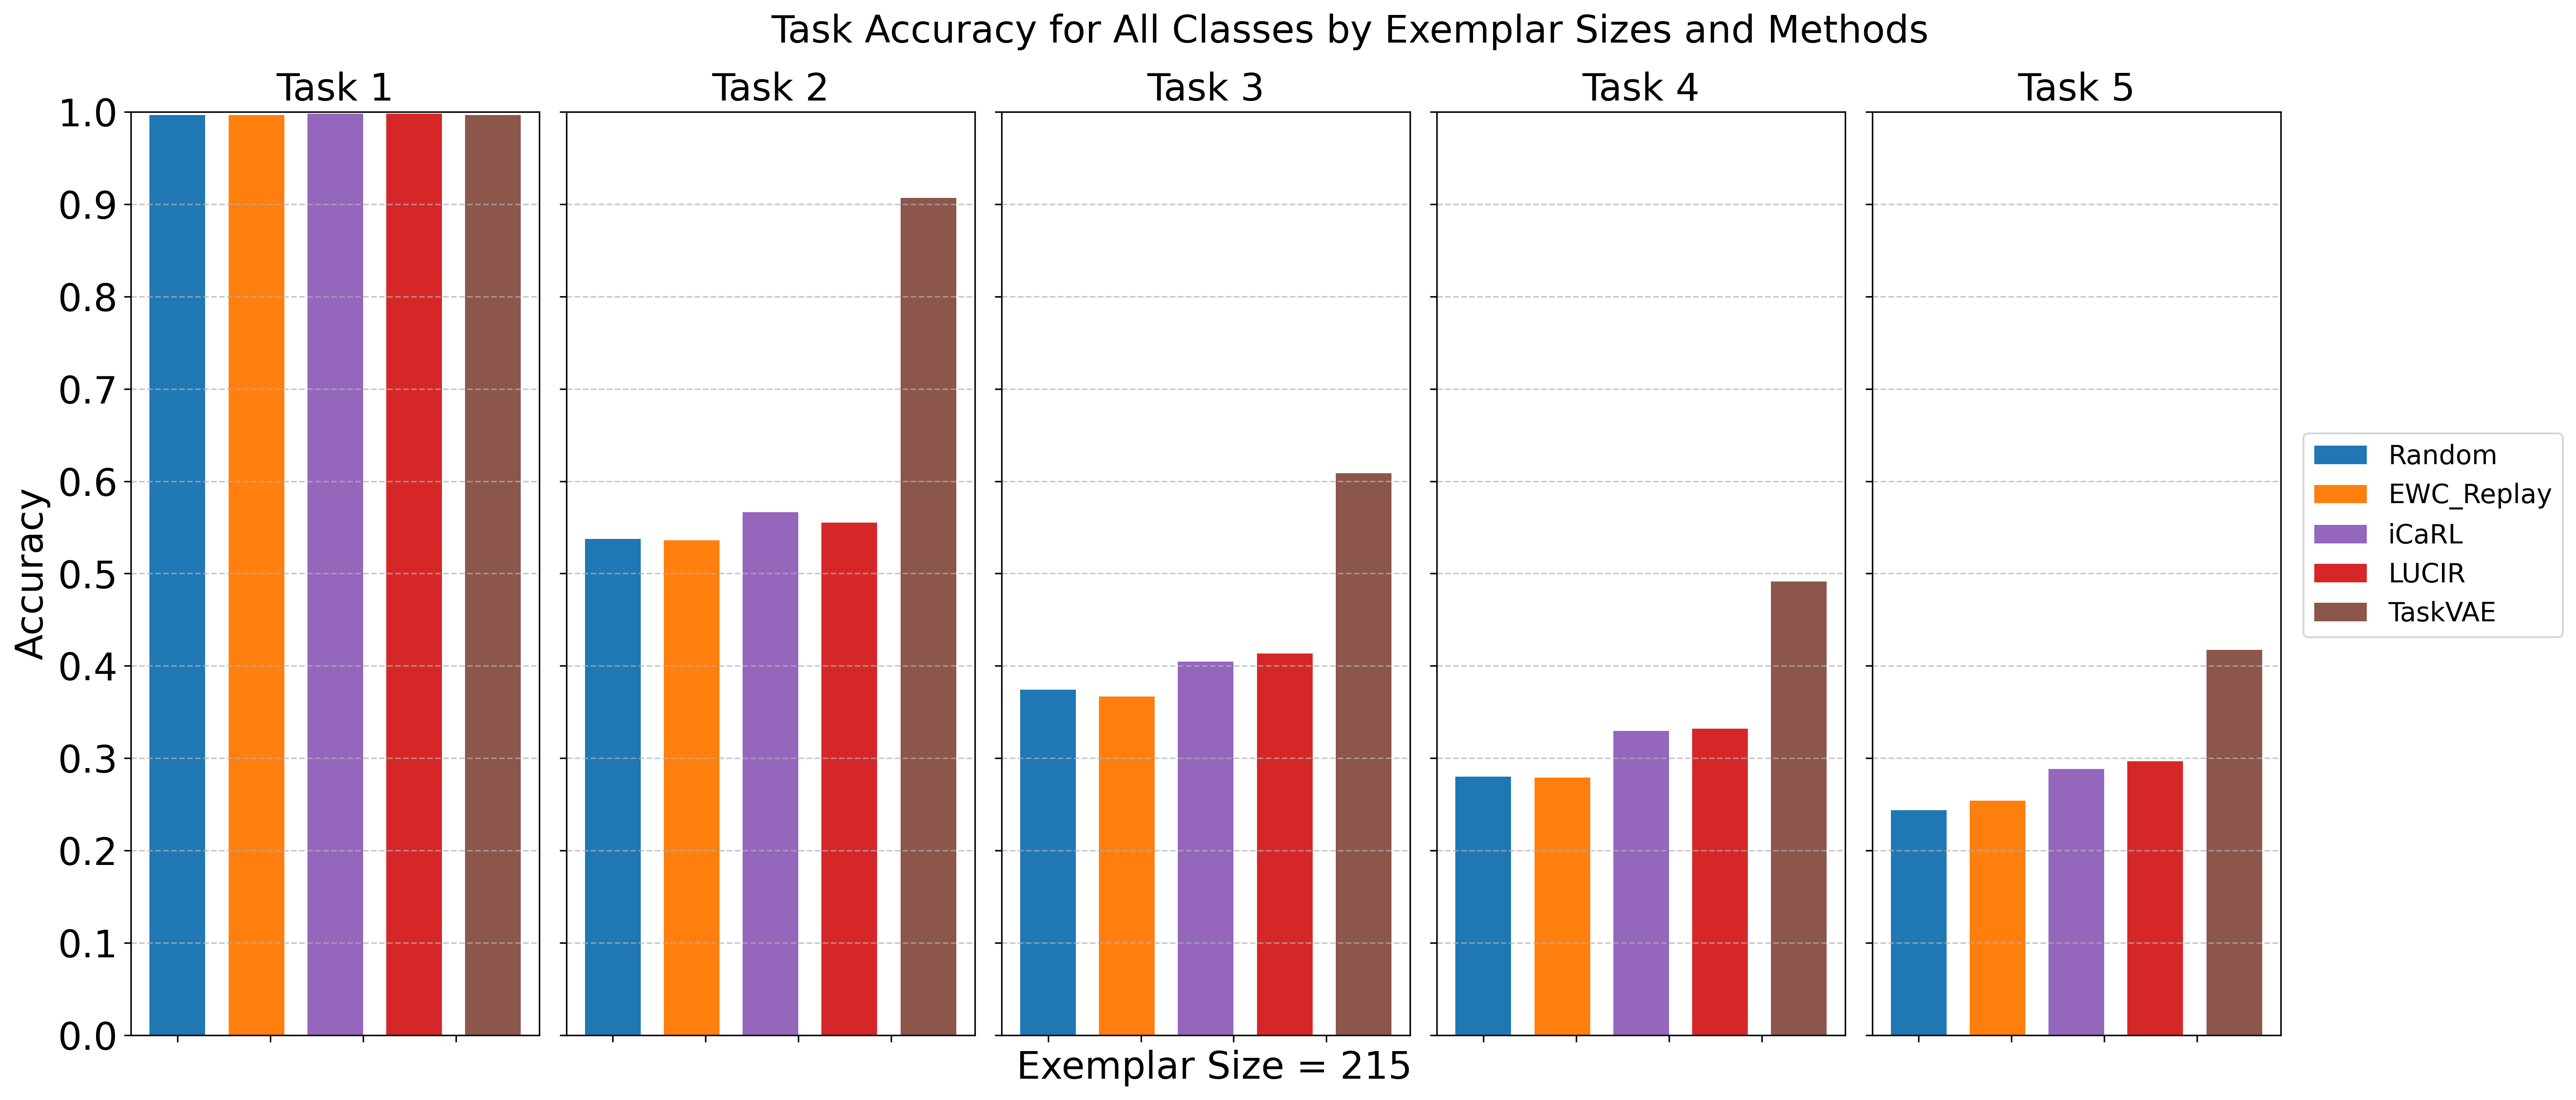 Task Accuracy for All Classes by Exemplar Sizes and Methods
Task 1
Task 2
Task 3
Task 4
Task 5
1.0
0.9
0.8
0.7
0.6
0.5
0.4
0.3
0.2
0.1
0.0
Accuracy
Exemplar Size = 215
Random
EWC_Replay
iCaRL
LUCIR
TaskVAE